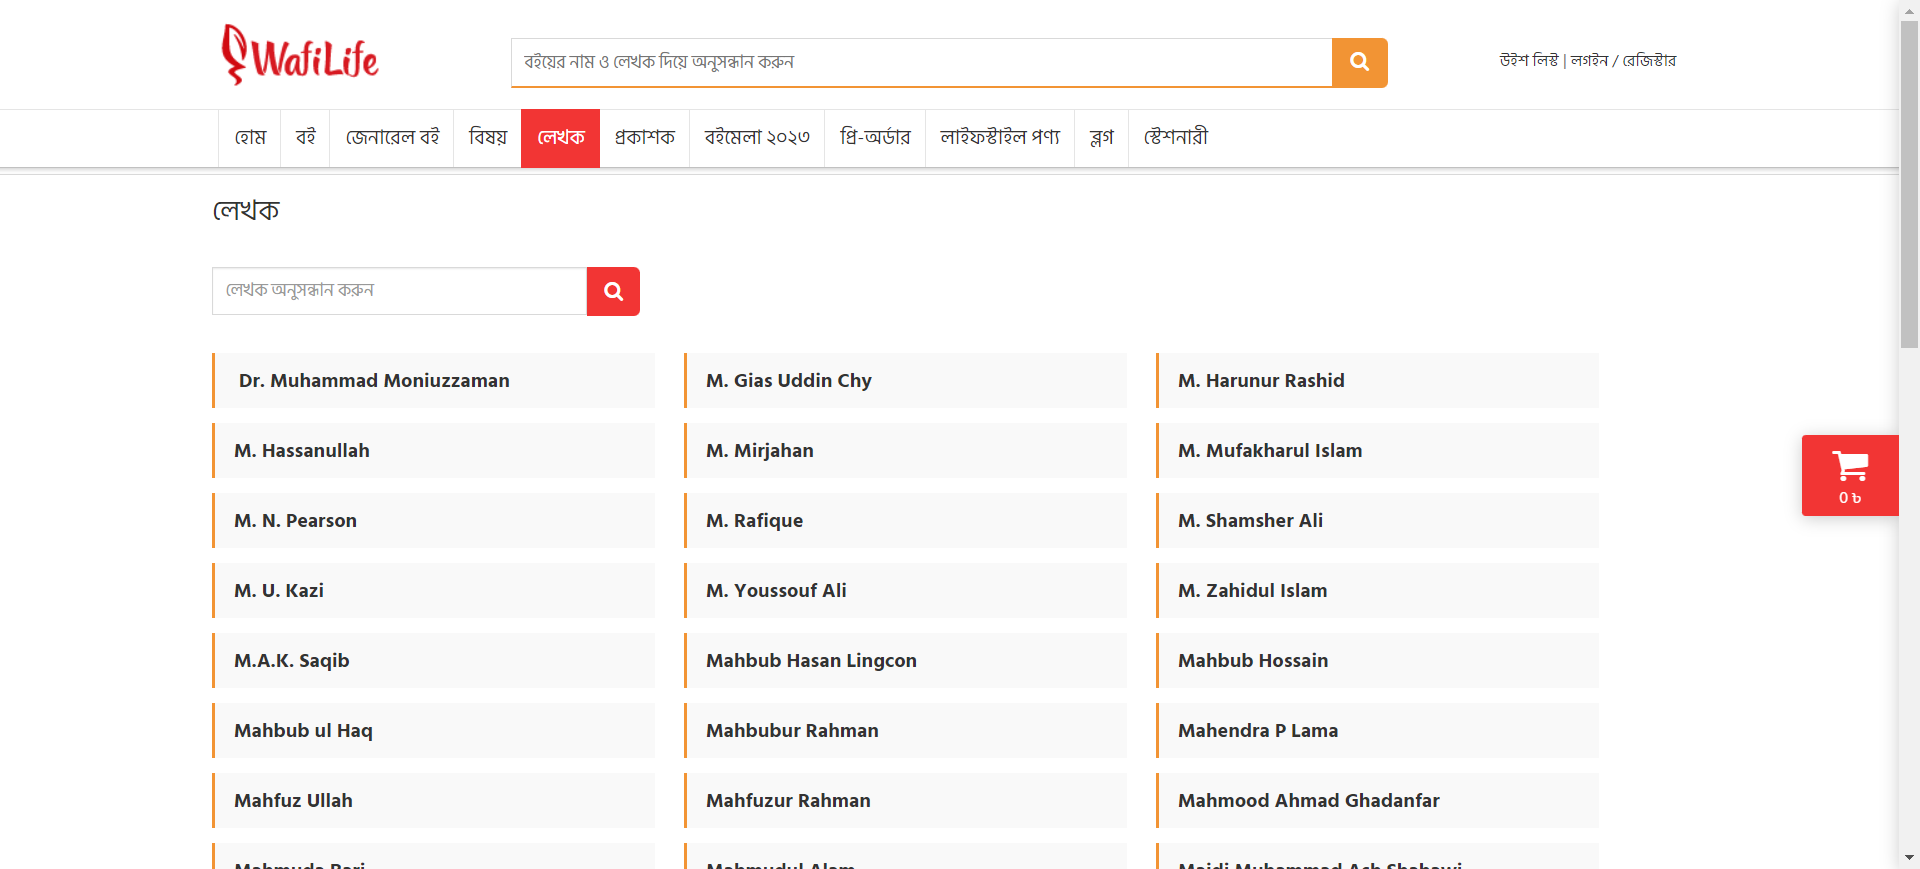 WafiLife
বইয়ের নাম ও লেখক দিয়ে অনুসন্ধান করুন
উইশ লিস্ট | লগইন / রেজিস্টার
হোম বই জেনারেল বই বিষয় লেখক প্রকাশক বইমেলা ২০২৩ প্রি-অর্ডার লাইফস্টাইল পণ্য ব্লগ স্টেশনারী
লেখক
লেখক অনুসন্ধান করুন
Dr. Muhammad Moniuzzaman M. Gias Uddin Chy M. Harunur Rashid
M. Hassanullah M. Mirjahan M. Mufakharul Islam
0 ৳
M. N. Pearson M. Rafique M. Shamsher Ali
M. U. Kazi M. Youssouf Ali M. Zahidul Islam
M.A.K. Saqib Mahbub Hasan Lingcon Mahbub Hossain
Mahbub ul Haq Mahbubur Rahman Mahendra P Lama
Mahfuz Ullah Mahfuzur Rahman Mahmood Ahmad Ghadanfar
Mahmudul Alam